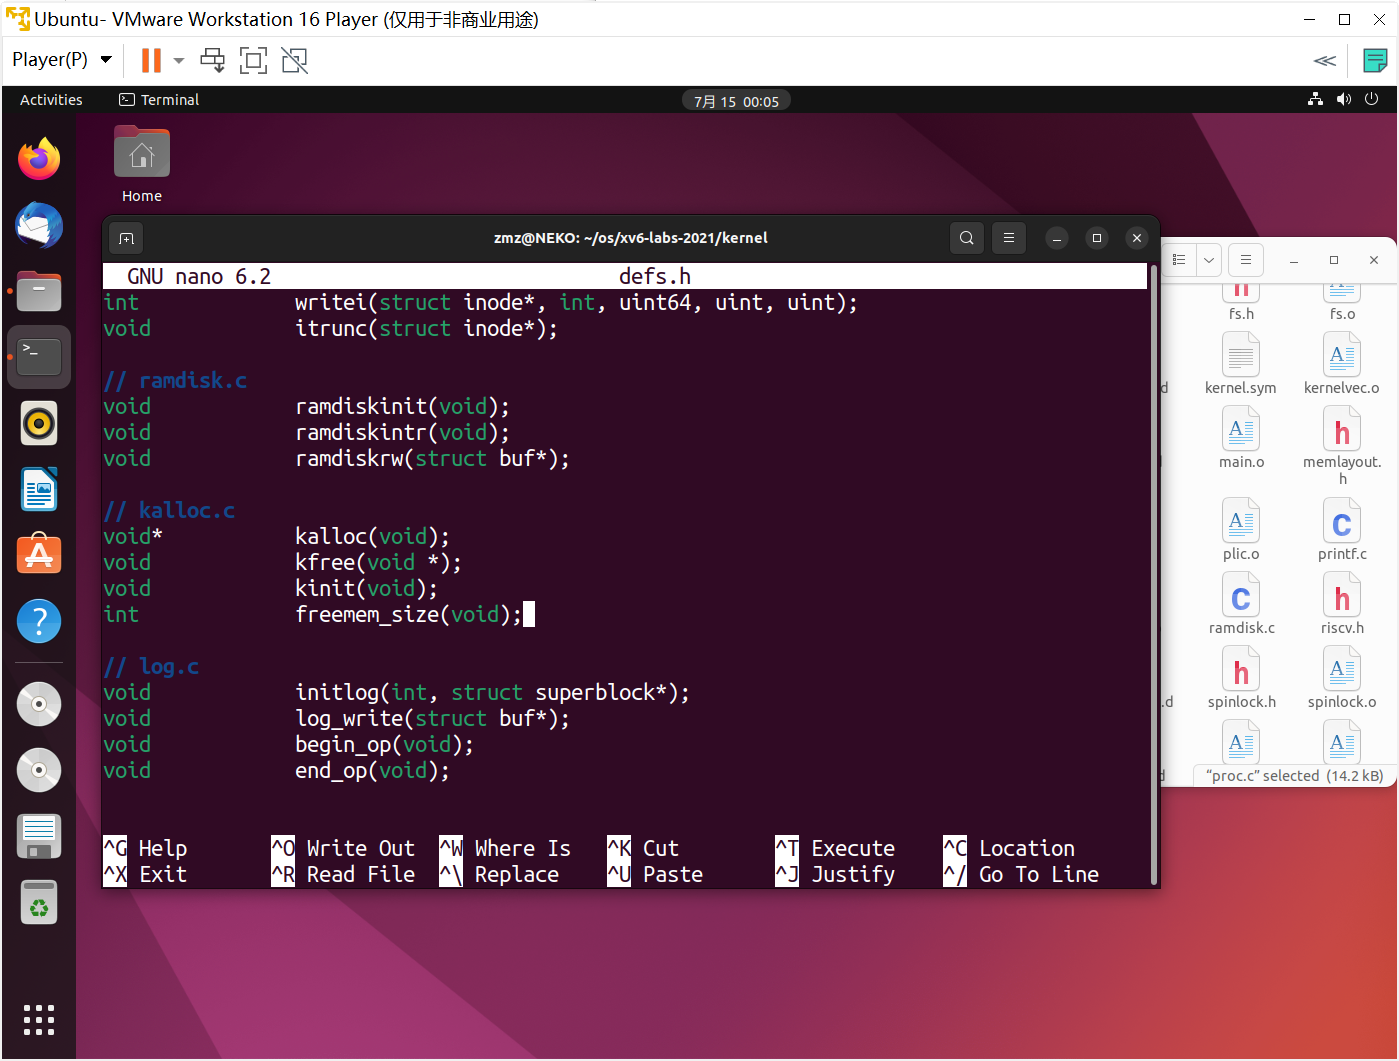 Ubuntu- VMware Workstation 16 Player (仅用于非商业用途)
Player(P)
Activities
Terminal
7月 15 00:05
Home
zmz@NEKO: ~/os/xv6-labs-2021/kernel
GNU nano 6.2 defs.h
int writei(struct inode*, int, uint64, uint, uint);
void itrunc(struct inode*);
// ramdisk.c
void ramdiskinit(void);
void ramdiskintr(void);
void ramdiskrw(struct buf*);
// kalloc.c
void* kalloc(void);
void kfree(void *);
void kinit(void);
int freemem_size(void);
// log.c
void initlog(int, struct superblock*);
void log_write(struct buf*);
void begin_op(void);
void end_op(void);
^G Help ^O Write Out ^W Where Is ^K Cut ^T Execute ^C Location
^X Exit ^R Read File ^\ Replace ^U Paste ^J Justify ^/ Go To Line
fs.h fs.o
kernel.sym kernelvec.o
main.o memlayout.
h
plic.o printf.c
ramdisk.c riscv.h
spinlock.h spinlock.o
"proc.c" selected (14.2 kB)